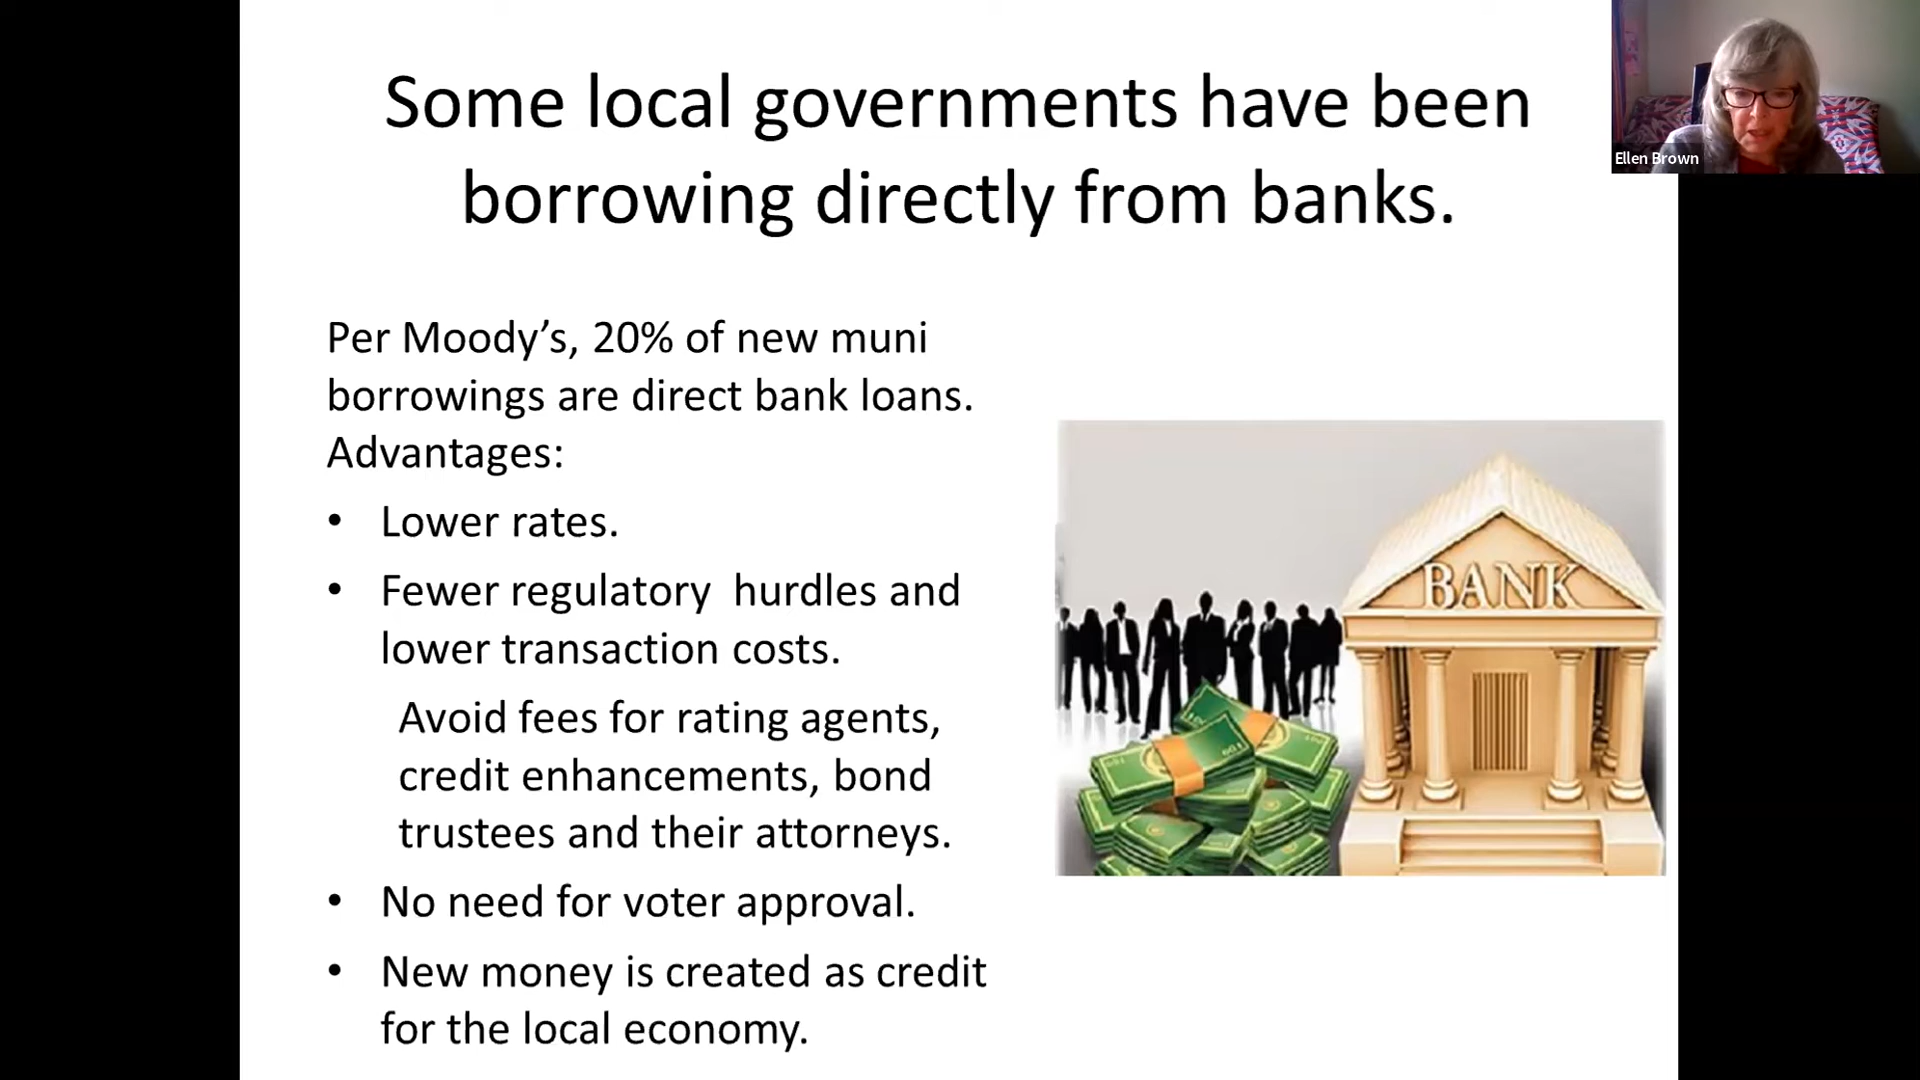 Some local governments have been
borrowing directly from banks.
Ellen Brown
Per Moody’s, 20% of new muni
borrowings are direct bank loans.
Advantages:
• Lower rates.
• Fewer regulatory  hurdles and
lower transaction costs.
Avoid fees for rating agents,
credit enhancements, bond
trustees and their attorneys.
• No need for voter approval.
• New money is created as credit
for the local economy.
BANK